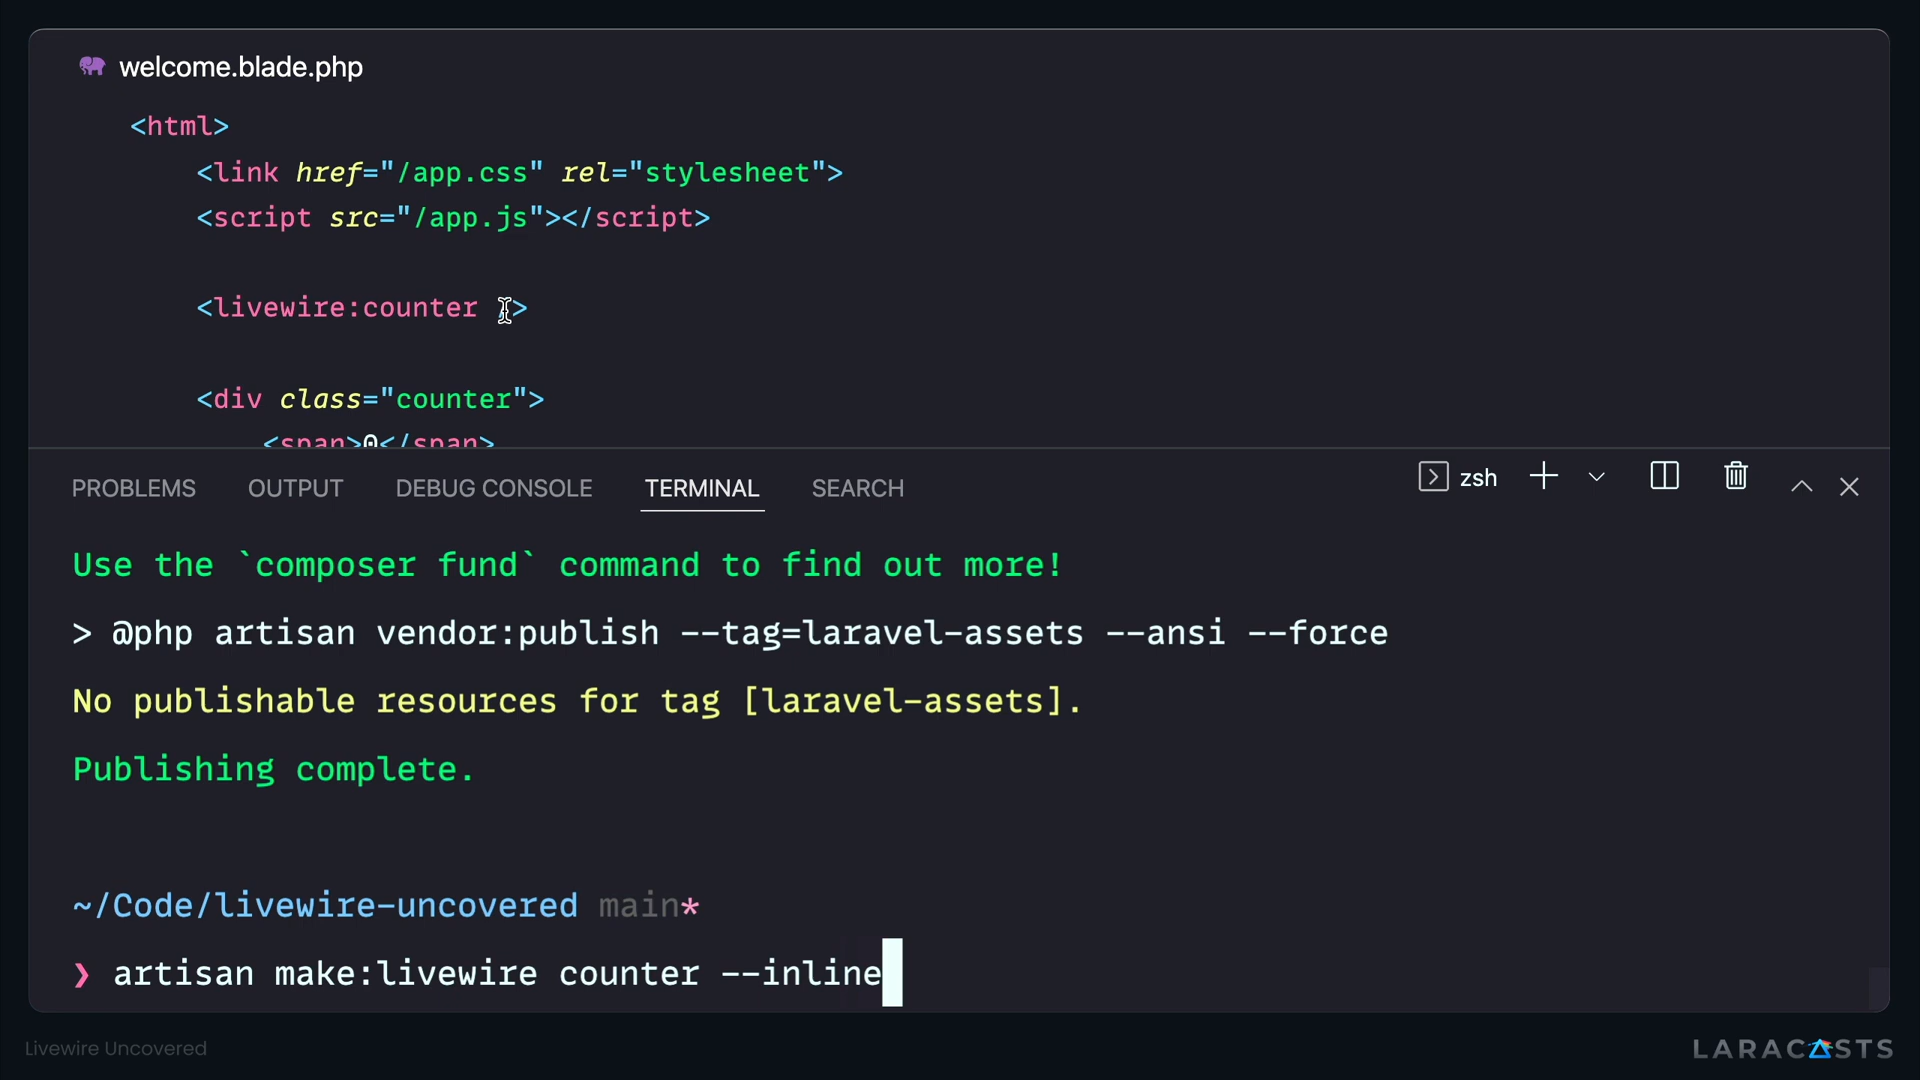 welcome.blade.php
<html>
<link href="/app.css" rel="stylesheet">
<script src="/app.js"></script>
<livewire:counter />
<div class="counter">
<span>0</span>
PROBLEMS OUTPUT DEBUG CONSOLE TERMINAL SEARCH zsh
Use the `composer fund` command to find out more!
> @php artisan vendor:publish --tag=laravel-assets --ansi --force
No publishable resources for tag [laravel-assets].
Publishing complete.
~/Code/livewire-uncovered main*
❯ artisan make:livewire counter --inline
Livewire Uncovered
LARACASTS